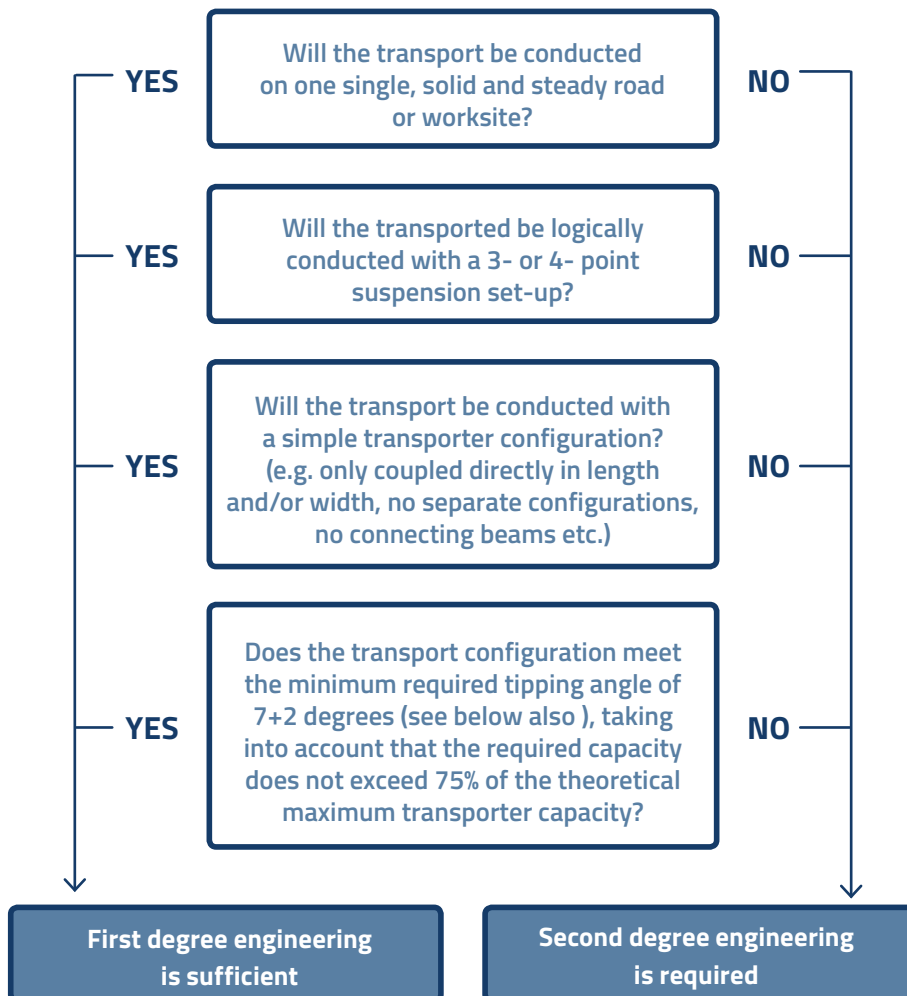 YES
Will the transport be conducted
on one single, solid and steady road
or worksite?
NO
YES
Will the transported be logically
conducted with a 3- or 4- point
suspension set-up?
NO
YES
Will the transport be conducted with
a simple transporter configuration?
(e.g. only coupled directly in length
and/or width, no separate configurations,
no connecting beams etc.)
NO
YES
Does the transport configuration meet
the minimum required tipping angle of
7+2 degrees (see below also ), taking
into account that the required capacity
does not exceed 75% of the theoretical
maximum transporter capacity?
NO
First degree engineering
is sufficient
Second degree engineering
is required